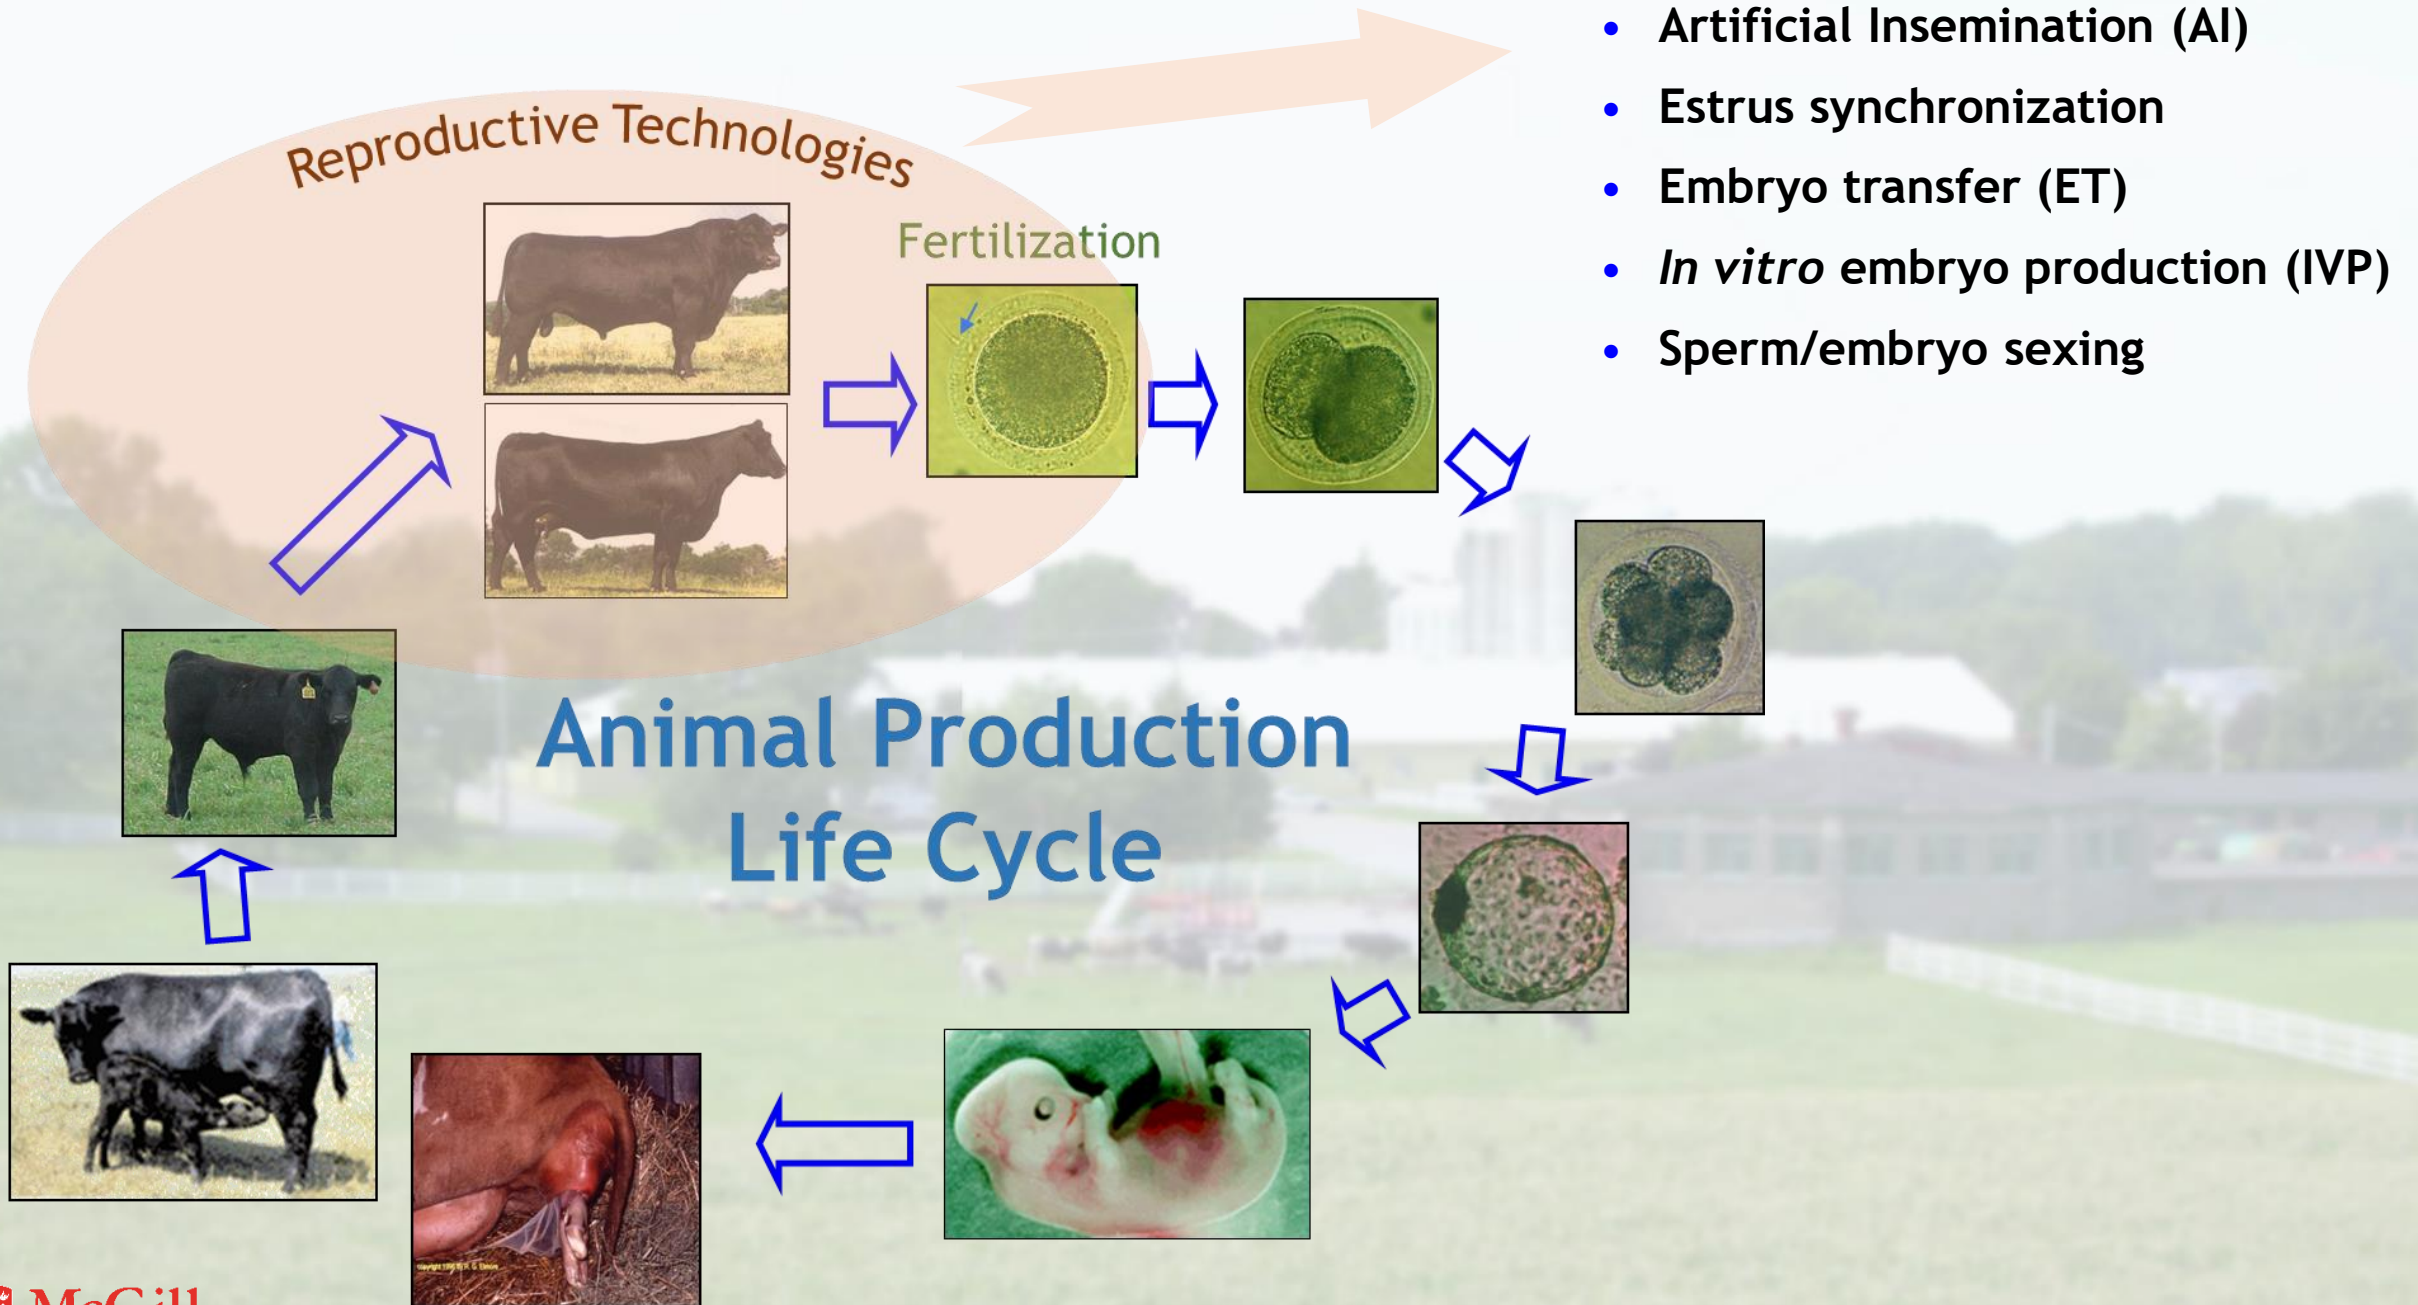 • Artificial Insemination (AI)
• Estrus synchronization
• Embryo transfer (ET)
• In vitro embryo production (IVP)
• Sperm/embryo sexing
Reproductive Technologies
Fertilization
Animal Production
Life Cycle
McGill